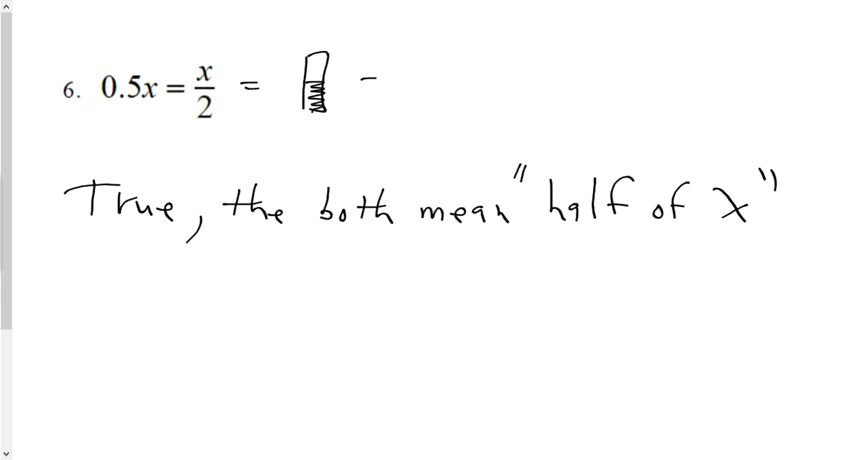 6. 0.5x = x/2 = –
True, the both mean "half of x"